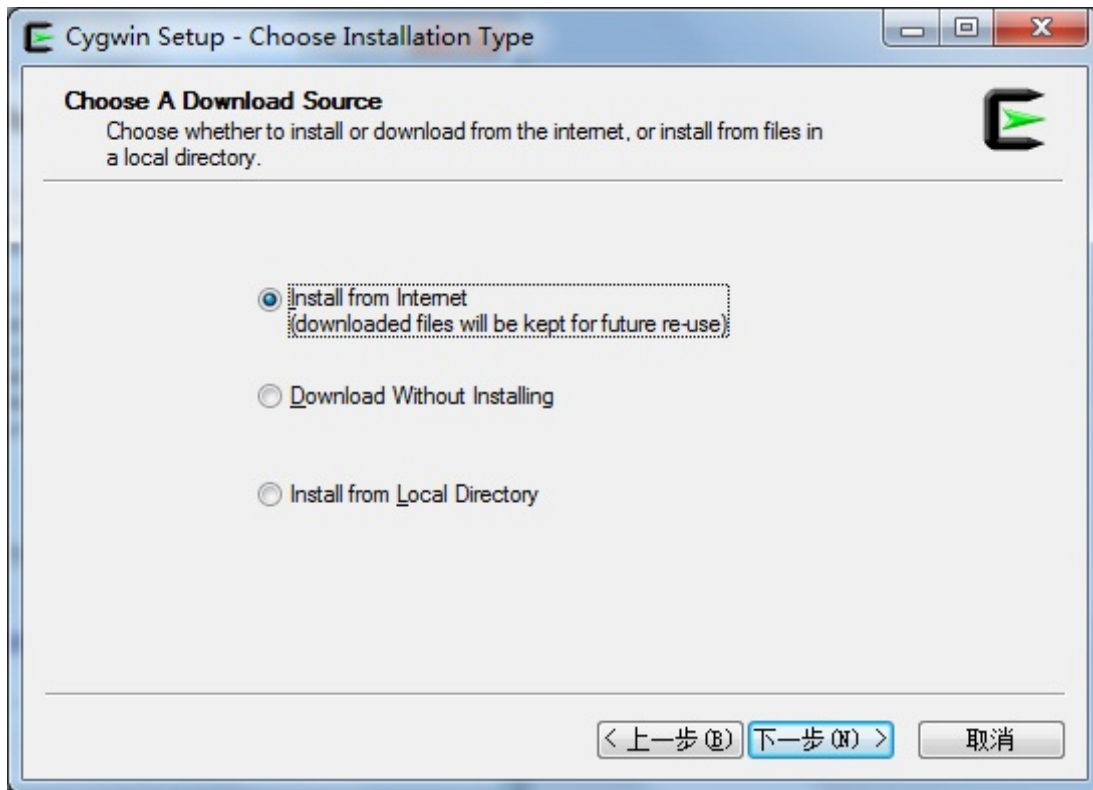 Cygwin Setup - Choose Installation Type
Choose A Download Source
Choose whether to install or download from the internet, or install from files in
a local directory.
Install from Internet
(downloaded files will be kept for future re-use)
Download Without Installing
Install from Local Directory
< 上一步(B) 下一步(N) > 取消